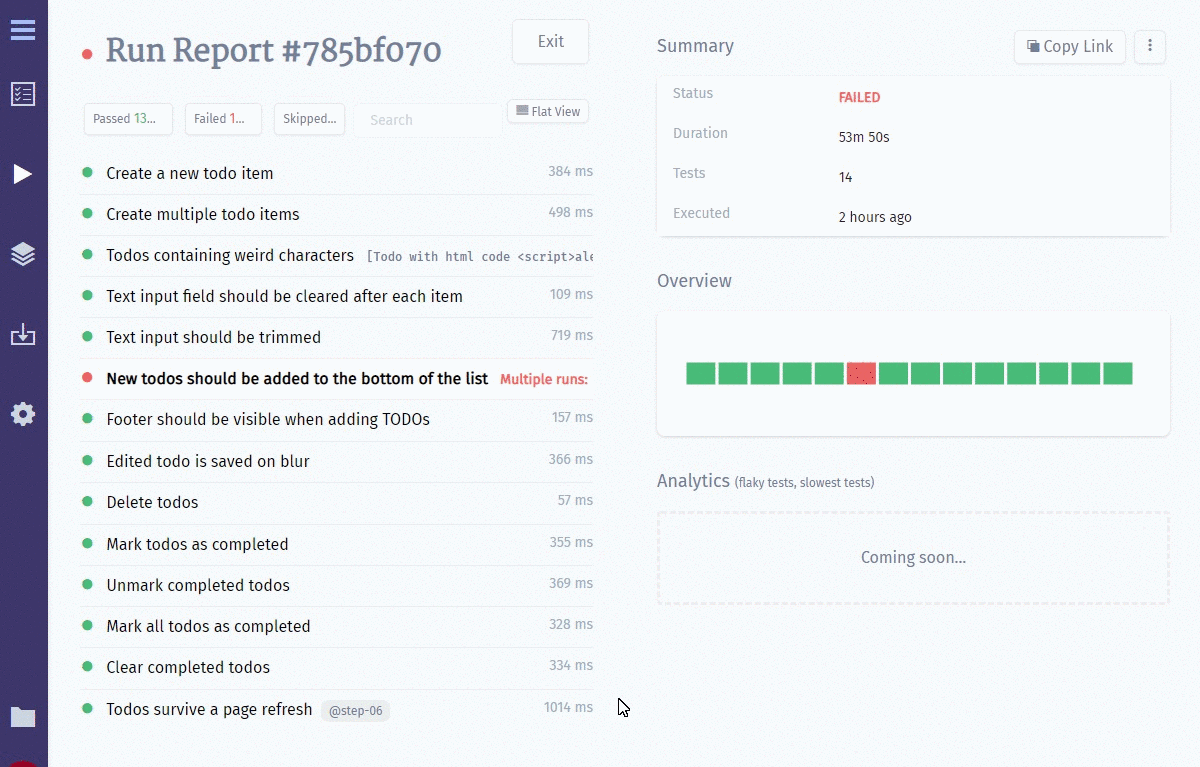 Run Report #785bf070
Exit
Passed 13...
Failed 1...
Skipped...
Search
Flat View
Create a new todo item 384 ms
Create multiple todo items 498 ms
Todos containing weird characters [Todo with html code <script>ale
Text input field should be cleared after each item 109 ms
Text input should be trimmed 719 ms
New todos should be added to the bottom of the list Multiple runs:
Footer should be visible when adding TODOs 157 ms
Edited todo is saved on blur 366 ms
Delete todos 57 ms
Mark todos as completed 355 ms
Unmark completed todos 369 ms
Mark all todos as completed 328 ms
Clear completed todos 334 ms
Todos survive a page refresh @step-06 1014 ms
Summary
Copy Link
Status FAILED
Duration 53m 50s
Tests 14
Executed 2 hours ago
Overview
Analytics (flaky tests, slowest tests)
Coming soon...